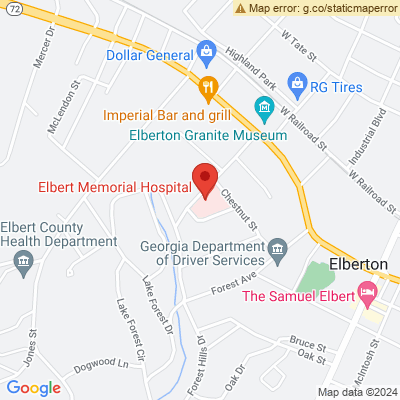 Map error: g.co/staticmaperror
72
Mercer Dr
W Tate St
Dollar General
Highland Park
McLendon St
RG Tires
Imperial Bar and grill
Elberton Granite Museum
W Railroad St
Industrial Blvd
Elbert Memorial Hospital
W Railroad St
Chestnut St
Elbert County
Health Department
Georgia Department
of Driver Services
Elberton
Forest Ave
The Samuel Elbert
Lake Forest Dr
Lake Forest Cir
Jones St
Forest Hills Dr
Bruce St
Oak St
Dogwood Ln
Oak Dr
McIntosh St
Google
Map data ©2024